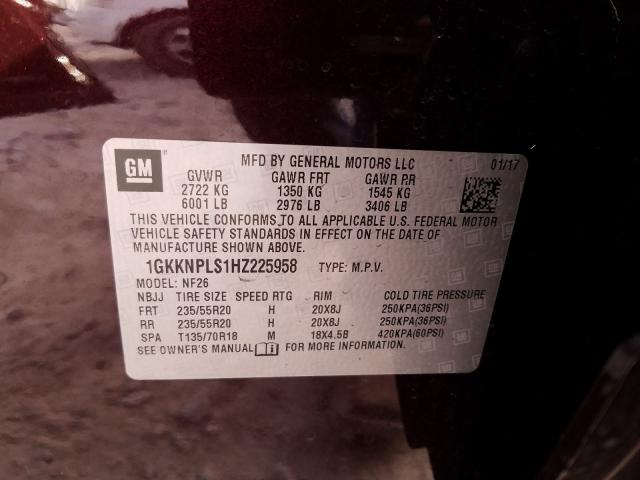 GM
MFD BY GENERAL MOTORS LLC 01/17
GVWR GAWR FRT GAWR RR
2722 KG 1350 KG 1545 KG
6001 LB 2976 LB 3406 LB
THIS VEHICLE CONFORMS TO ALL APPLICABLE U.S. FEDERAL MOTOR
VEHICLE SAFETY STANDARDS IN EFFECT ON THE DATE OF
MANUFACTURE SHOWN ABOVE.
1GKKNPLS1HZ225958 TYPE: M.P.V.
MODEL: NF26
NBJJ TIRE SIZE SPEED RTG RIM COLD TIRE PRESSURE
FRT 235/55R20 H 20X8J 250KPA(36PSI)
RR 235/55R20 H 20X8J 250KPA(36PSI)
SPA T135/70R18 M 18X4.5B 420KPA(60PSI)
SEE OWNER'S MANUAL FOR MORE INFORMATION.